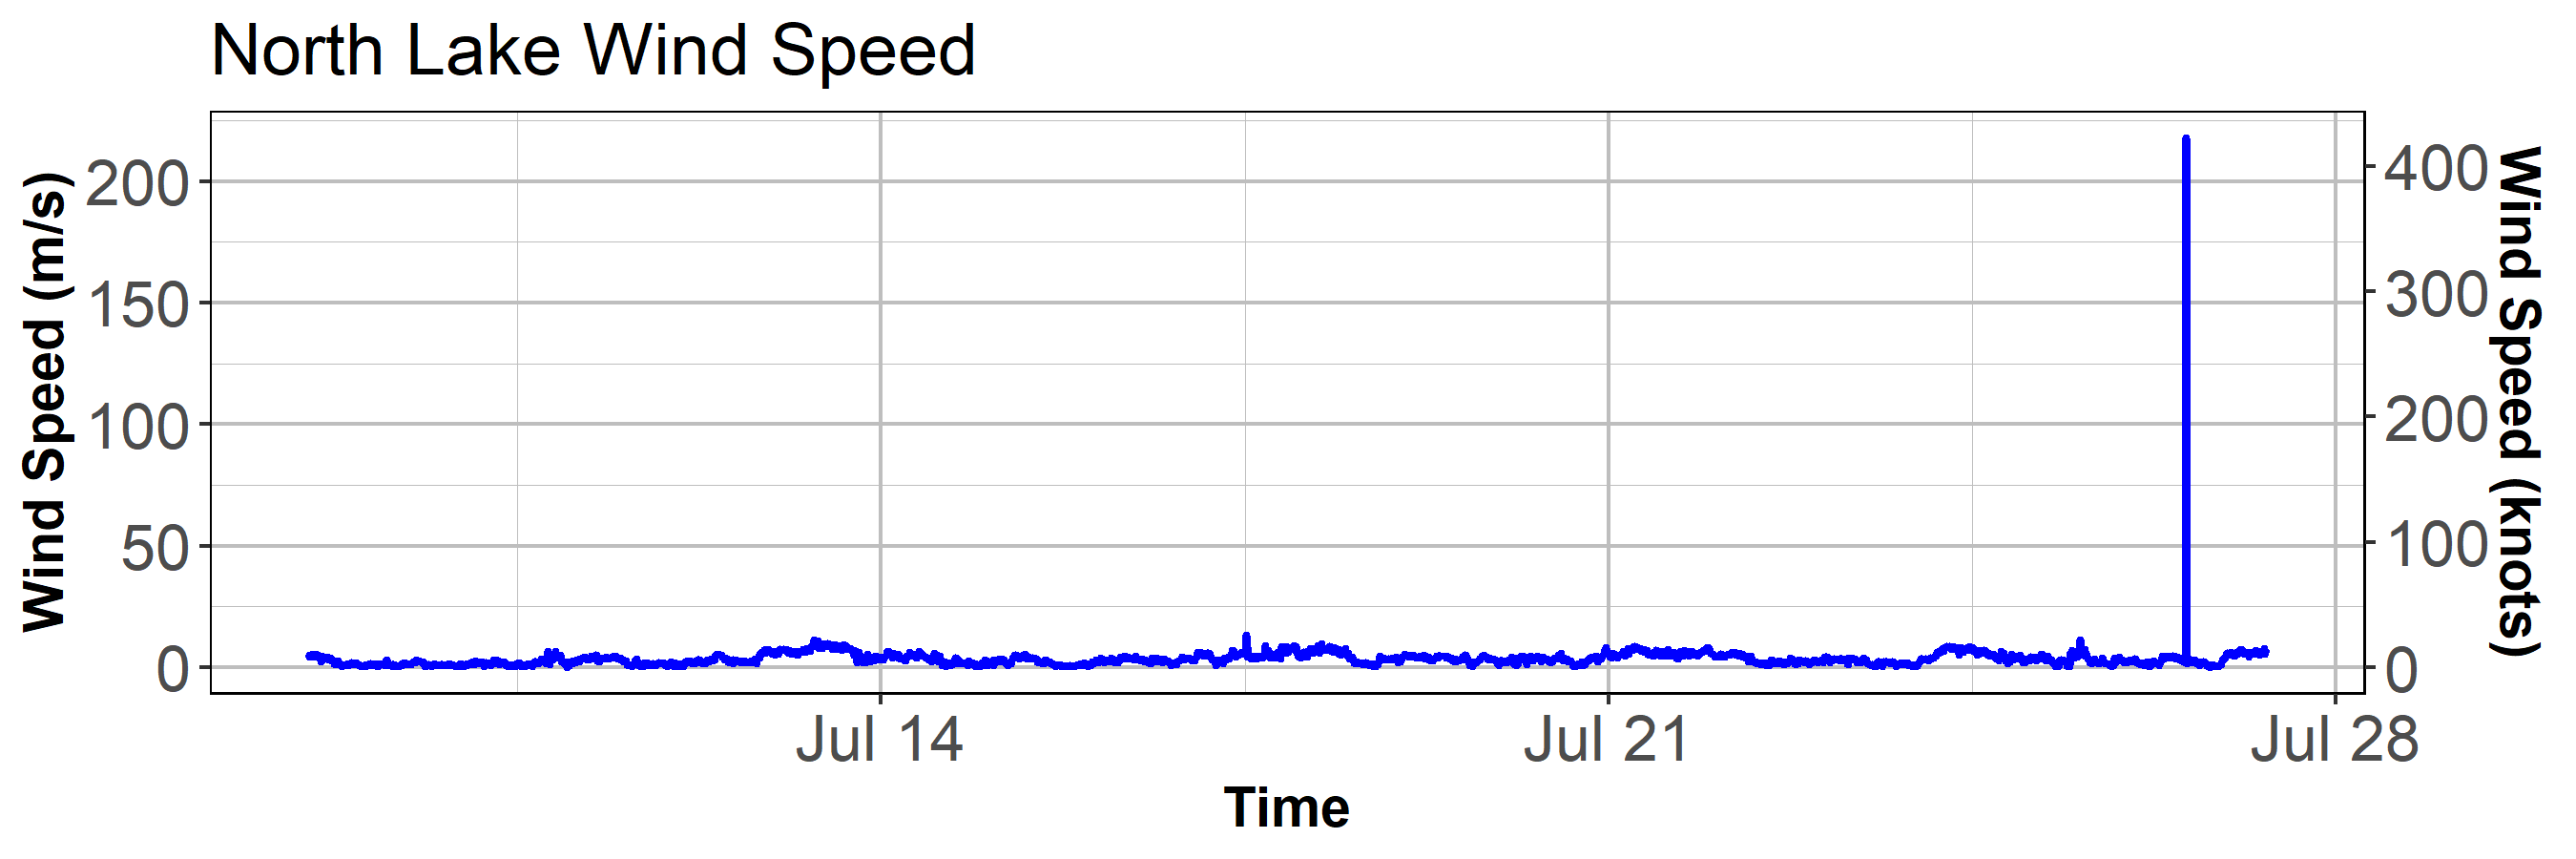 North Lake Wind Speed
Wind Speed (m/s)
200
150
100
50
0
400
300
200
100
0
Wind Speed (knots)
Jul 14
Jul 21
Jul 28
Time